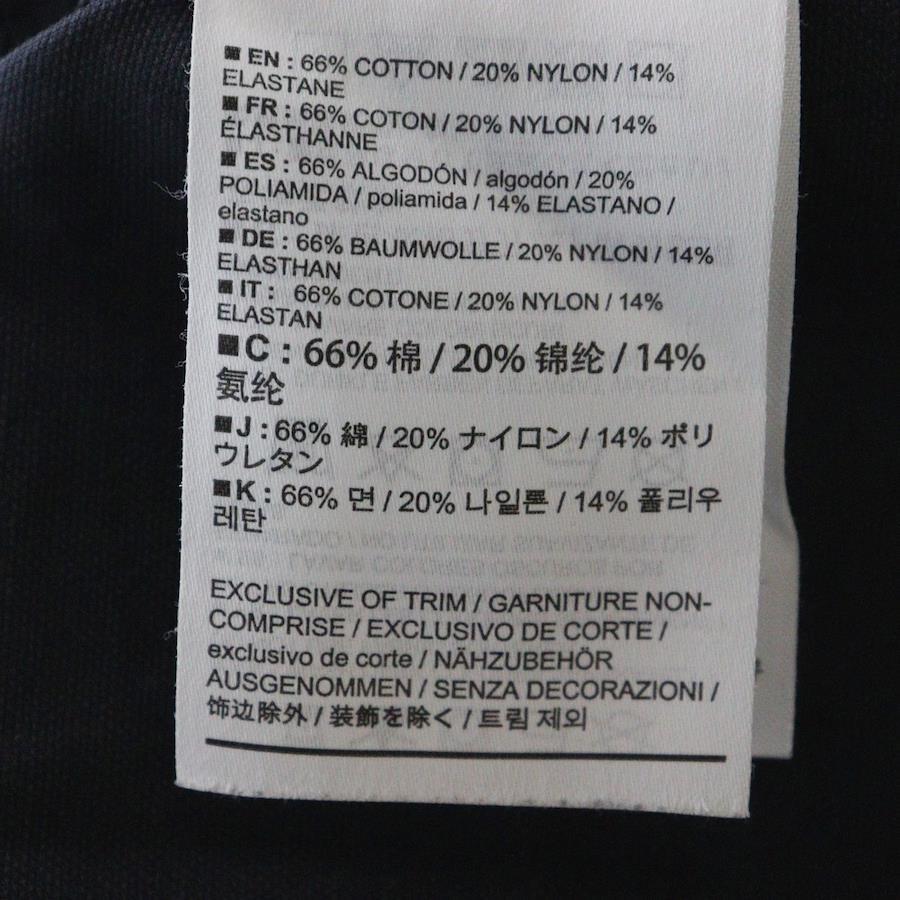 ■ EN : 66% COTTON / 20% NYLON / 14%
ELASTANE
■ FR : 66% COTON / 20% NYLON / 14%
ÉLASTHANNE
■ ES : 66% ALGODÓN / algodón / 20%
POLIAMIDA / poliamida / 14% ELASTANO /
elastano
■ DE : 66% BAUMWOLLE / 20% NYLON / 14%
ELASTHAN
■ IT : 66% COTONE / 20% NYLON / 14%
ELASTAN
■ C : 66% 棉 / 20% 锦纶 / 14%
氨纶
■ J : 66% 綿 / 20% ナイロン / 14% ポリ
ウレタン
■ K : 66% 면 / 20% 나일론 / 14% 폴리우
레탄
EXCLUSIVE OF TRIM / GARNITURE NON-
COMPRISE / EXCLUSIVO DE CORTE /
exclusivo de corte / NÄHZUBEHÖR
AUSGENOMMEN / SENZA DECORAZIONI /
饰边除外 / 装飾を除く / 트림 제외